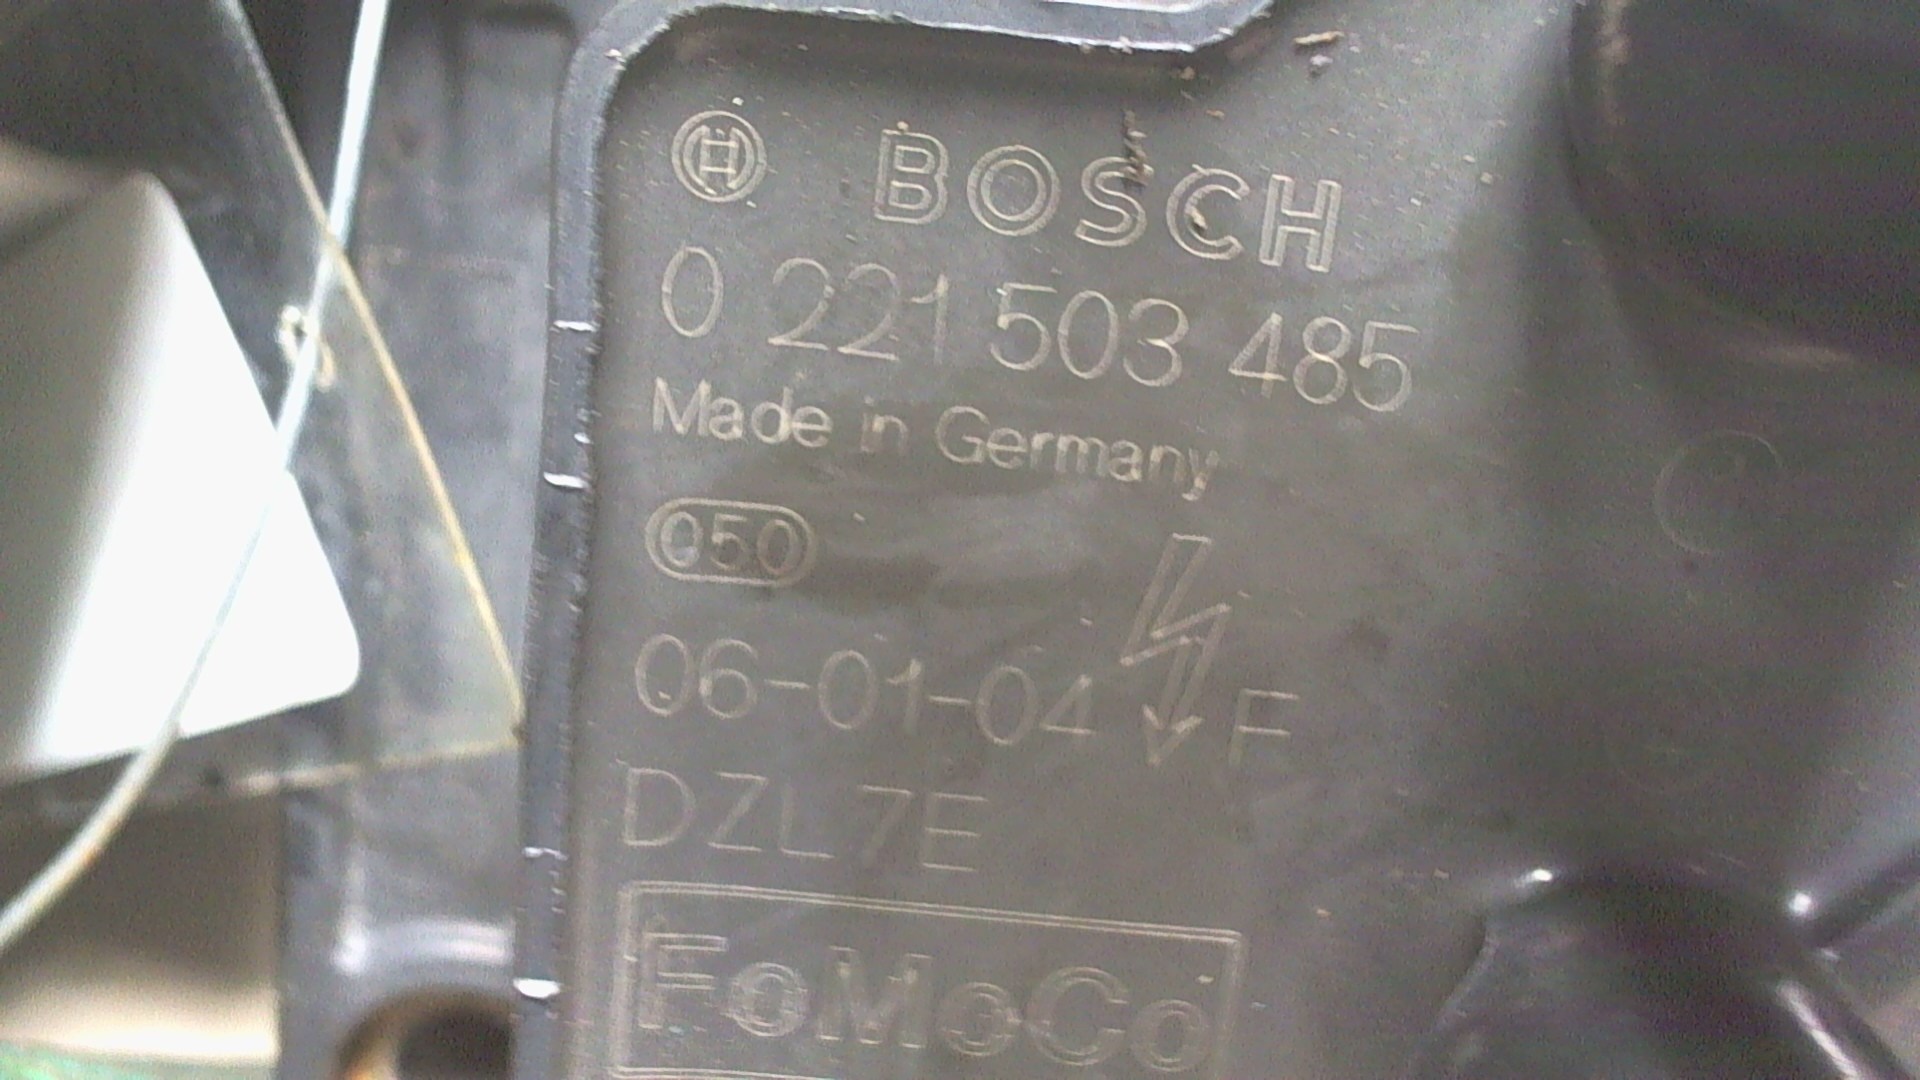 BOSCH
0 221 503 485
Made in Germany
050
06-01-04 F
DZL7E
FoMoCo